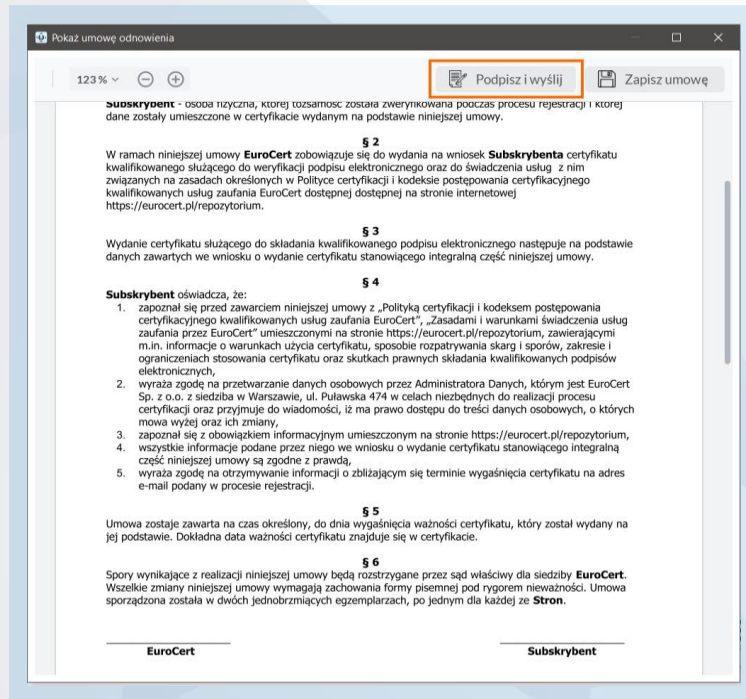 Pokaż umowę odnowienia
123 %
Podpisz i wyślij
Zapisz umowę
Subskrybent - osoba fizyczna, której tożsamość została zweryfikowana podczas procesu rejestracji i której
dane zostały umieszczone w certyfikacie wydanym na podstawie niniejszej umowy.
§ 2
W ramach niniejszej umowy EuroCert zobowiązuje się do wydania na wniosek Subskrybenta certyfikatu
kwalifikowanego służącego do weryfikacji podpisu elektronicznego oraz do świadczenia usług z nim
związanych na zasadach określonych w Polityce certyfikacji i kodeksie postępowania certyfikacyjnego
kwalifikowanych usług zaufania EuroCert dostępnej dostępnej na stronie internetowej
https://eurocert.pl/repozytorium.
§ 3
Wydanie certyfikatu służącego do składania kwalifikowanego podpisu elektronicznego następuje na podstawie
danych zawartych we wniosku o wydanie certyfikatu stanowiącego integralną część niniejszej umowy.
§ 4
Subskrybent oświadcza, że:
1. zapoznał się przed zawarciem niniejszej umowy z „Polityką certyfikacji i kodeksem postępowania
certyfikacyjnego kwalifikowanych usług zaufania EuroCert”, „Zasadami i warunkami świadczenia usług
zaufania przez EuroCert” umieszczonymi na stronie https://eurocert.pl/repozytorium, zawierającymi
m.in. informacje o warunkach użycia certyfikatu, sposobie rozpatrywania skarg i sporów, zakresie i
ograniczeniach stosowania certyfikatu oraz skutkach prawnych składania kwalifikowanych podpisów
elektronicznych,
2. wyraża zgodę na przetwarzanie danych osobowych przez Administratora Danych, którym jest EuroCert
Sp. z o.o. z siedziba w Warszawie, ul. Puławska 474 w celach niezbędnych do realizacji procesu
certyfikacji oraz przyjmuje do wiadomości, iż ma prawo dostępu do treści danych osobowych, o których
mowa wyżej oraz ich zmiany,
3. zapoznał się z obowiązkiem informacyjnym umieszczonym na stronie https://eurocert.pl/repozytorium,
4. wszystkie informacje podane przez niego we wniosku o wydanie certyfikatu stanowiącego integralną
część niniejszej umowy są zgodne z prawdą,
5. wyraża zgodę na otrzymywanie informacji o zbliżającym się terminie wygaśnięcia certyfikatu na adres
e-mail podany w procesie rejestracji.
§ 5
Umowa zostaje zawarta na czas określony, do dnia wygaśnięcia ważności certyfikatu, który został wydany na
jej podstawie. Dokładna data ważności certyfikatu znajduje się w certyfikacie.
§ 6
Spory wynikające z realizacji niniejszej umowy będą rozstrzygane przez sąd właściwy dla siedziby EuroCert.
Wszelkie zmiany niniejszej umowy wymagają zachowania formy pisemnej pod rygorem nieważności. Umowa
sporządzona została w dwóch jednobrzmiących egzemplarzach, po jednym dla każdej ze Stron.
EuroCert
Subskrybent